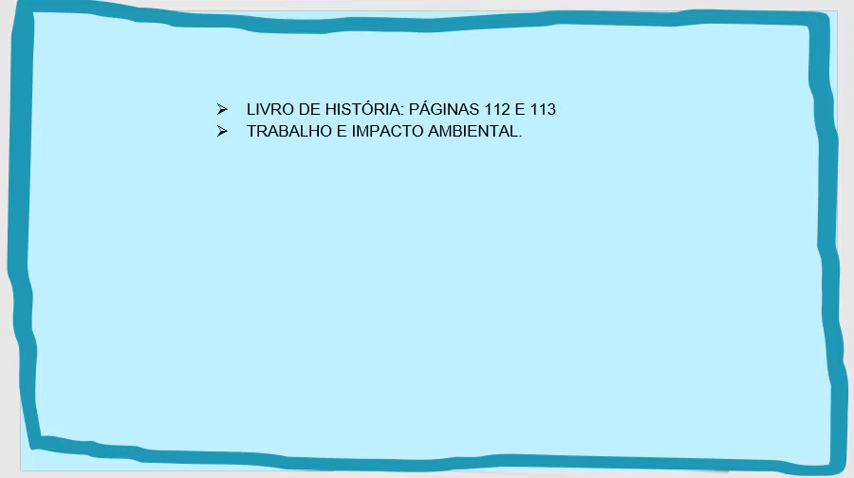 ➢ LIVRO DE HISTÓRIA: PÁGINAS 112 E 113
➢ TRABALHO E IMPACTO AMBIENTAL.